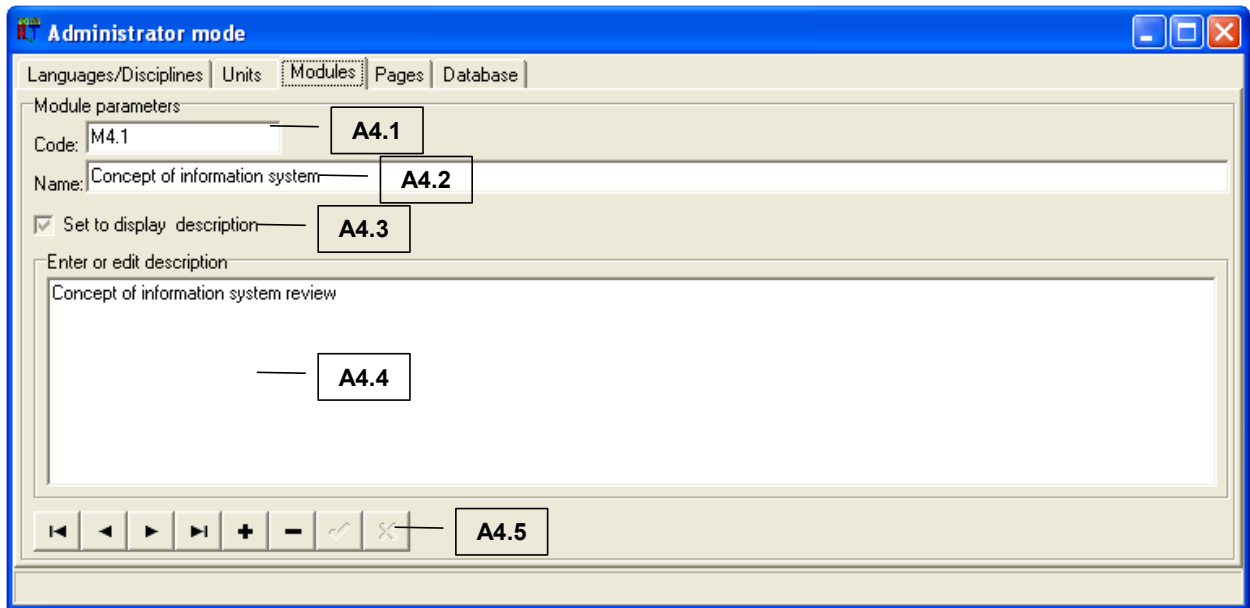 Administrator mode
Languages/Disciplines Units Modules Pages Database
Module parameters
Code: M4.1 A4.1
Name: Concept of information system A4.2
Set to display description A4.3
Enter or edit description
Concept of information system review
A4.4
A4.5